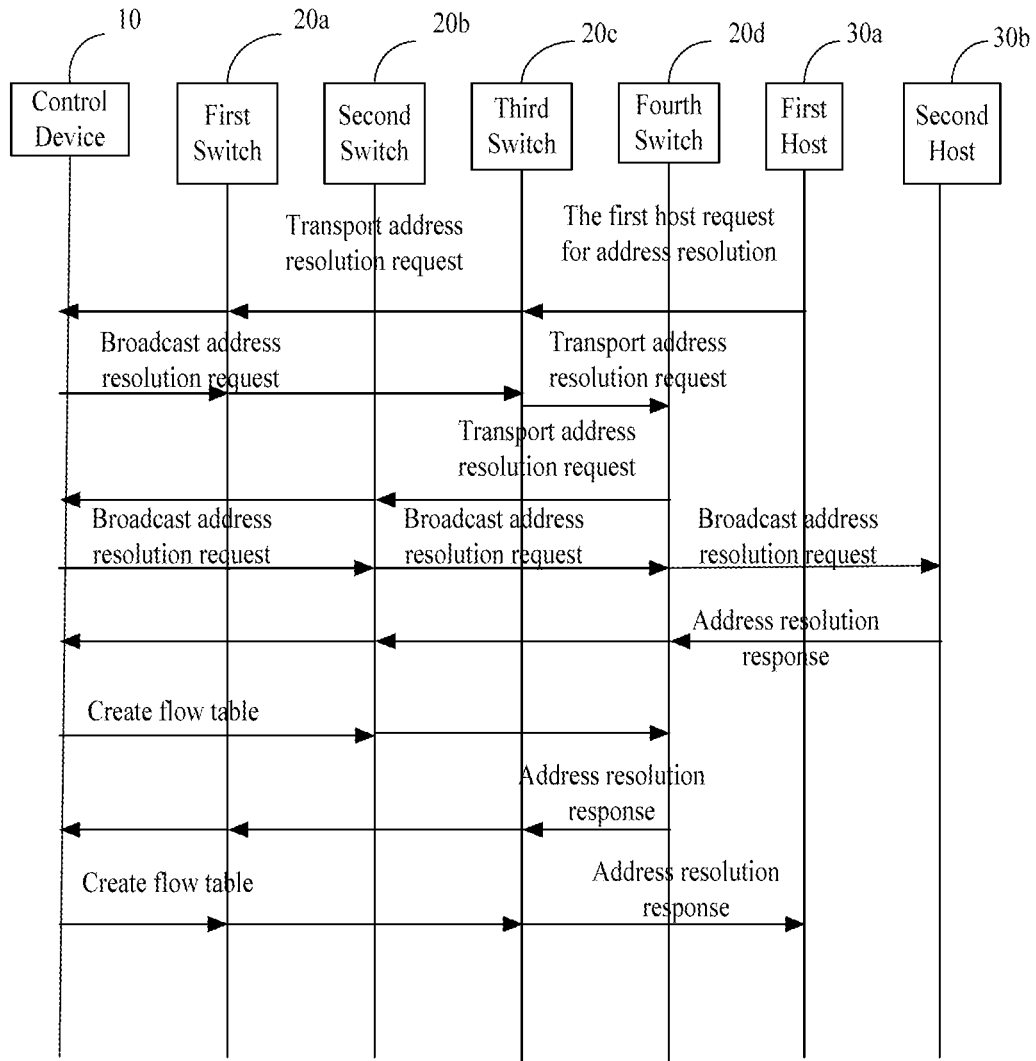 10
20a
20b
20c
20d
30a
30b
Control
Device
First
Switch
Second
Switch
Third
Switch
Fourth
Switch
First
Host
Second
Host
Transport address
resolution request
The first host request
for address resolution
Broadcast address
resolution request
Transport address
resolution request
Transport address
resolution request
Broadcast address
resolution request
Broadcast address
resolution request
Broadcast address
resolution request
Address resolution
response
Create flow table
Address resolution
response
Create flow table
Address resolution
response